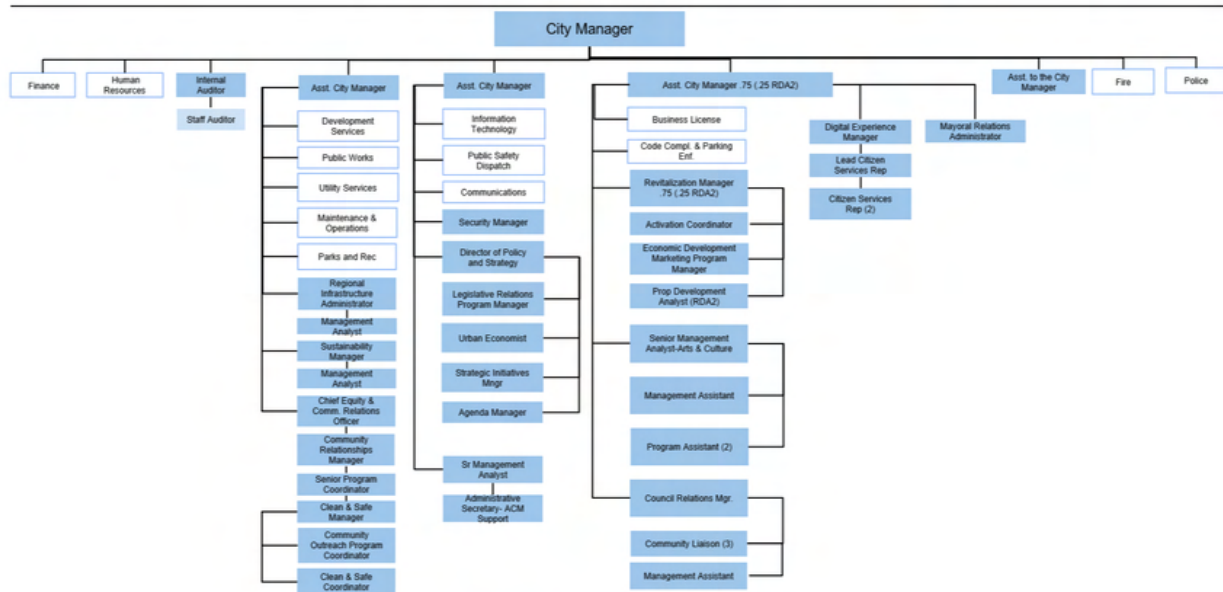 City Manager
Finance
Human
Resources
Internal
Auditor
Staff Auditor
Asst. City Manager
Development
Services
Public Works
Utility Services
Maintenance &
Operations
Parks and Rec
Regional
Infrastructure
Administrator
Management
Analyst
Sustainability
Manager
Management
Analyst
Chief Equity &
Comm. Relations
Officer
Community
Relationships
Manager
Senior Program
Coordinator
Clean & Safe
Manager
Community
Outreach Program
Coordinator
Clean & Safe
Coordinator
Asst. City Manager
Information
Technology
Public Safety
Dispatch
Communications
Security Manager
Director of Policy
and Strategy
Legislative Relations
Program Manager
Urban Economist
Strategic Initiatives
Mngr
Agenda Manager
Sr Management
Analyst
Administrative
Secretary- ACM
Support
Asst. City Manager .75 (.25 RDA2)
Business License
Code Compl. & Parking
Enf.
Revitalization Manager
.75 (.25 RDA2)
Activation Coordinator
Economic Development
Marketing Program
Manager
Prop Development
Analyst (RDA2)
Senior Management
Analyst-Arts & Culture
Management Assistant
Program Assistant (2)
Council Relations Mgr.
Community Liaison (3)
Management Assistant
Digital Experience
Manager
Lead Citizen
Services Rep
Citizen Services
Rep (2)
Mayoral Relations
Administrator
Asst. to the City
Manager
Fire
Police